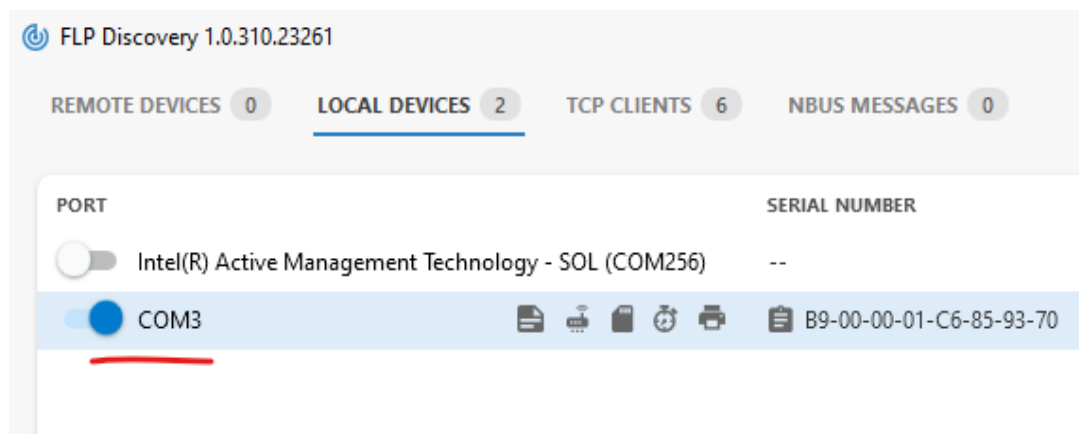 FLP Discovery 1.0.310.23261
REMOTE DEVICES 0 LOCAL DEVICES 2 TCP CLIENTS 6 NBUS MESSAGES 0
PORT SERIAL NUMBER
Intel(R) Active Management Technology - SOL (COM256) --
COM3 B9-00-00-01-C6-85-93-70